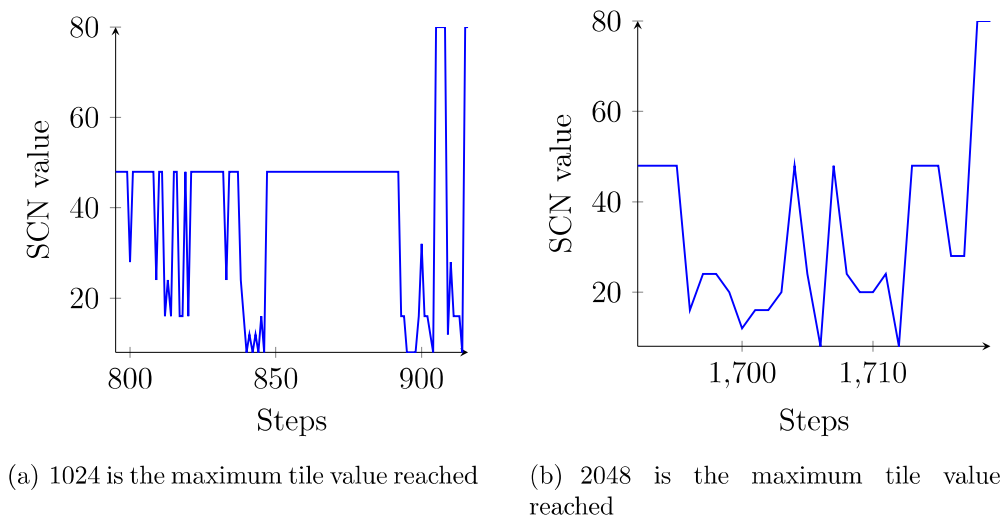 80
60
40
20
SCN value
800
850
900
Steps
(a) 1024 is the maximum tile value reached
80
60
40
20
SCN value
1,700
1,710
Steps
(b) 2048 is the maximum tile value
reached